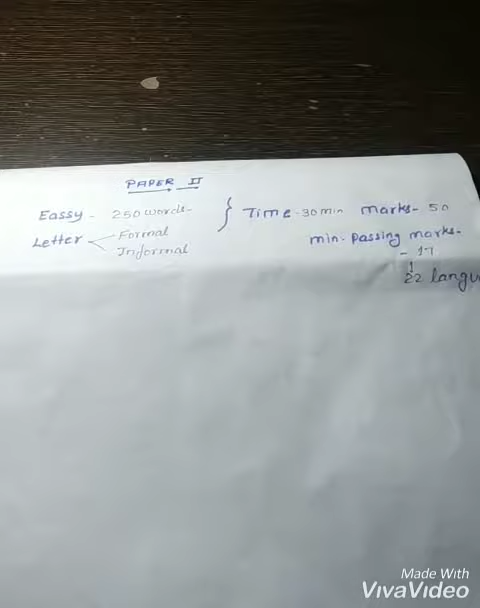 PAPER II
Eassy - 250 words-
Letter Formal
Informal
} Time -30 min marks- 50
min. Passing marks-
- 17
22 langu
Made With
VivaVideo